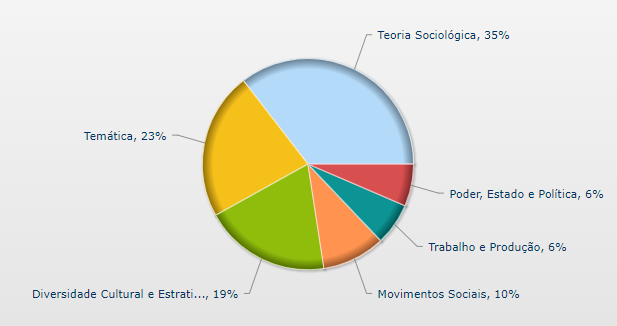 Teoria Sociológica, 35%
Temática, 23%
Poder, Estado e Política, 6%
Trabalho e Produção, 6%
Diversidade Cultural e Estrati..., 19%
Movimentos Sociais, 10%